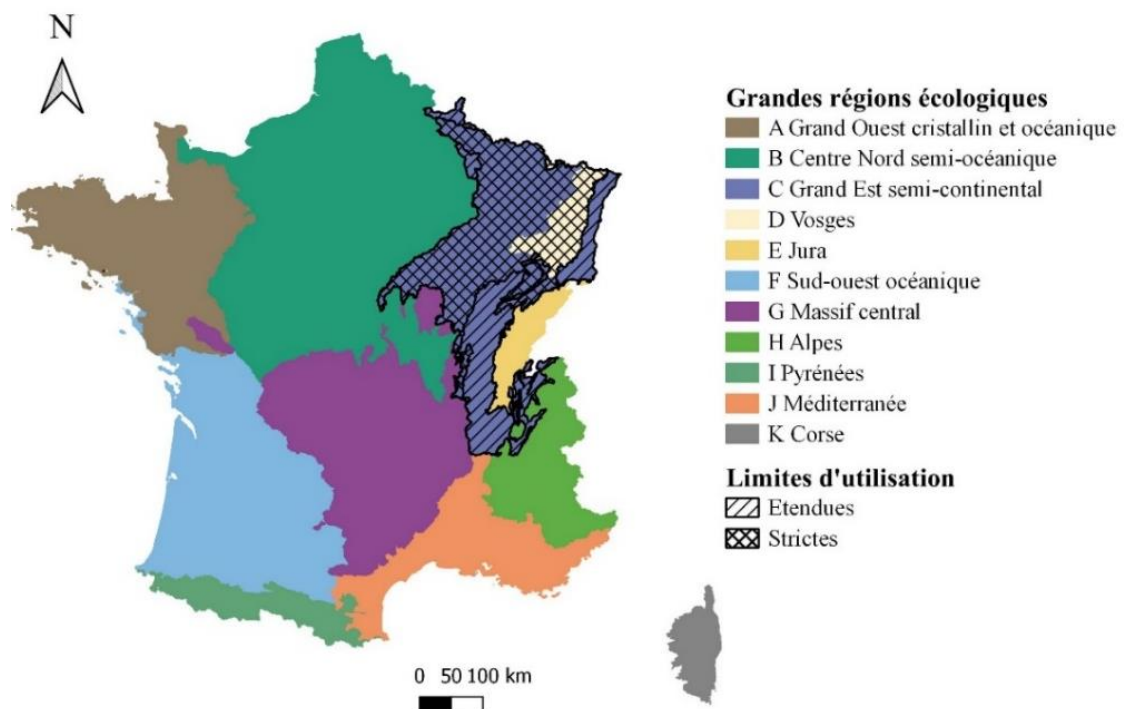 N
Grandes régions écologiques
A Grand Ouest cristallin et océanique
B Centre Nord semi-océanique
C Grand Est semi-continental
D Vosges
E Jura
F Sud-ouest océanique
G Massif central
H Alpes
I Pyrénées
J Méditerranée
K Corse
Limites d'utilisation
Etendues
Strictes
0 50 100 km